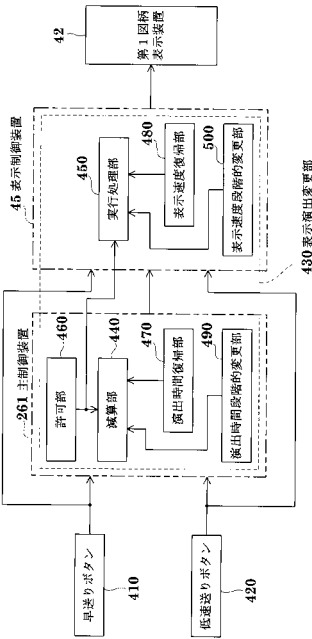 42
第１図柄
表示装置
45 表示制御装置
450
実行処理部
480
表示速度復帰部
500
表示速度段階的変更部
430 表示演出変更部
261 主制御装置
460
許可部
440
減算部
470
演出時間復帰部
490
演出時間段階的変更部
早送りボタン
410
低速送りボタン
420